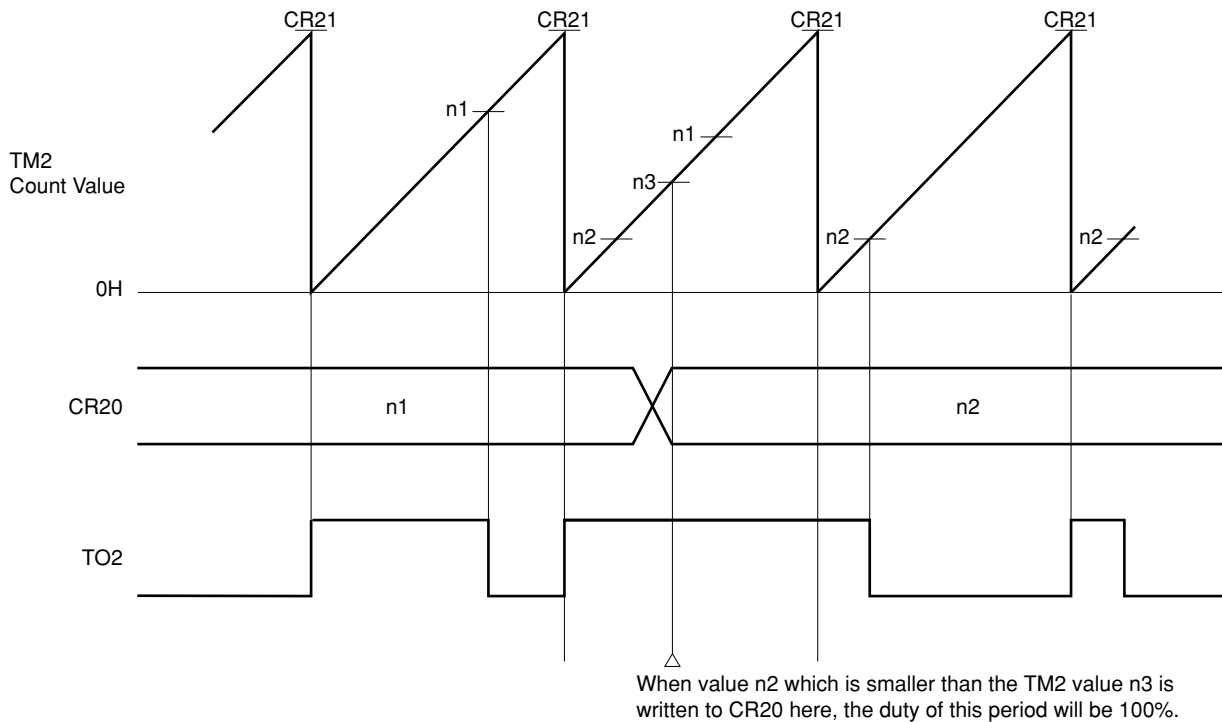 CR21 CR21 CR21 CR21
n1
n1
TM2
Count Value
n3
n2 n2 n2
0H
CR20 n1 n2
TO2
When value n2 which is smaller than the TM2 value n3 is
written to CR20 here, the duty of this period will be 100%.